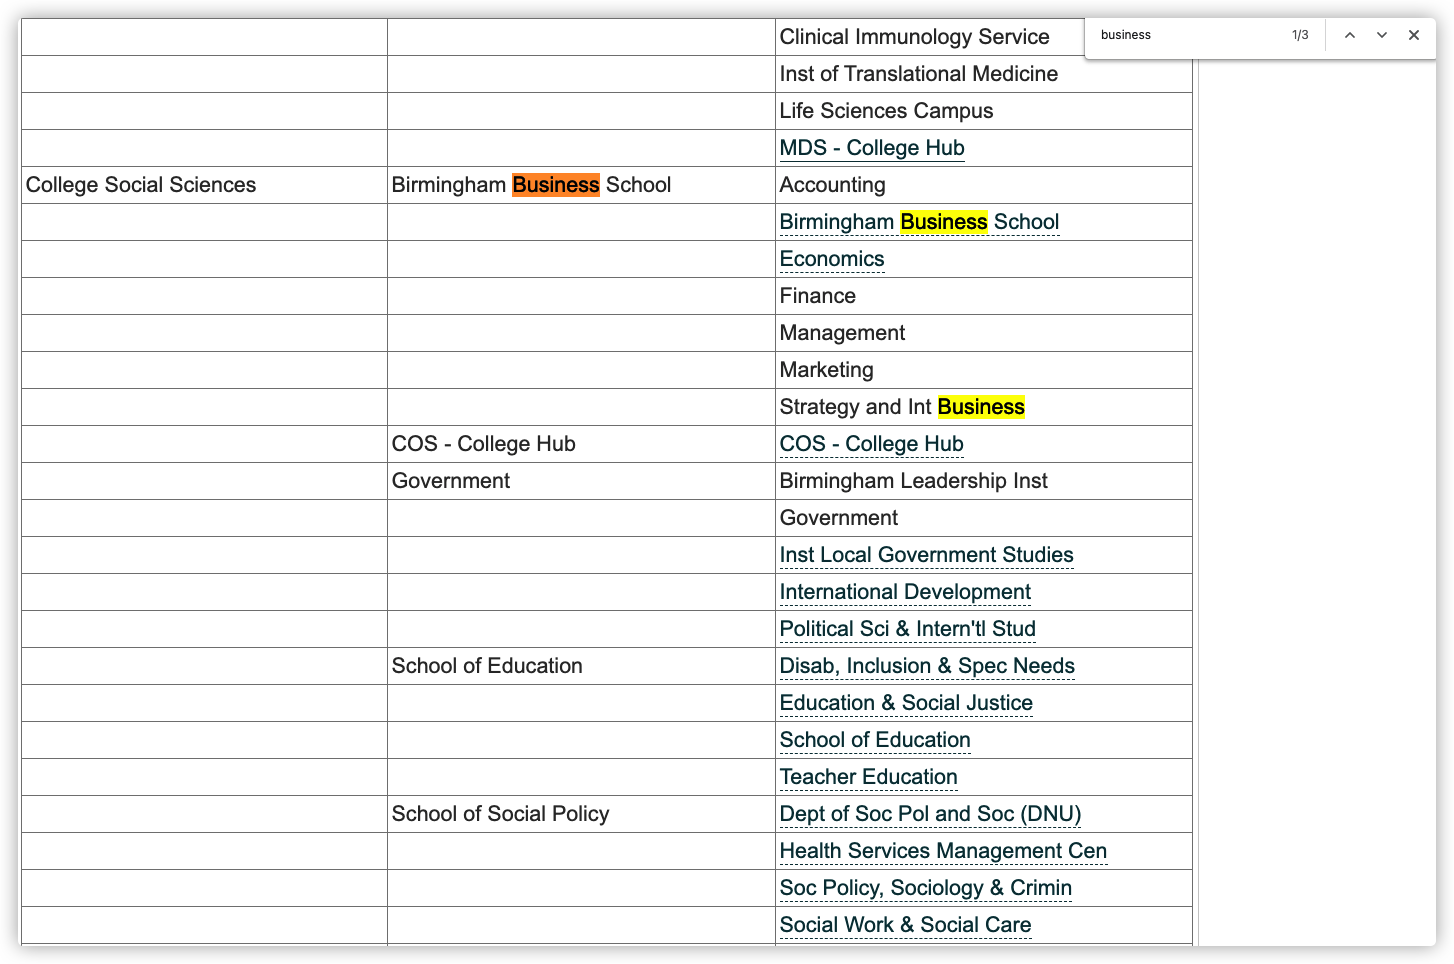 Clinical Immunology Service
business 1/3
Inst of Translational Medicine
Life Sciences Campus
MDS - College Hub
College Social Sciences Birmingham Business School Accounting
Birmingham Business School
Economics
Finance
Management
Marketing
Strategy and Int Business
COS - College Hub COS - College Hub
Government Birmingham Leadership Inst
Government
Inst Local Government Studies
International Development
Political Sci & Intern'tl Stud
School of Education Disab, Inclusion & Spec Needs
Education & Social Justice
School of Education
Teacher Education
School of Social Policy Dept of Soc Pol and Soc (DNU)
Health Services Management Cen
Soc Policy, Sociology & Crimin
Social Work & Social Care